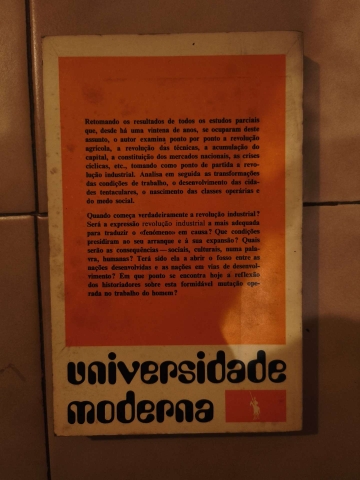 Retomando os resultados de todos os estudos parciais
que, desde há uma vintena de anos, se ocuparam deste
assunto, o autor examina ponto por ponto a revolução
agrícola, a revolução das técnicas, a acumulação do
capital, a constituição dos mercados nacionais, as crises
cíclicas, etc., tomando como ponto de partida a revo-
lução industrial. Analisa em seguida as transformações
das condições de trabalho, o desenvolvimento das cida-
des tentaculares, o nascimento das classes operárias e
do medo social.
Quando começa verdadeiramente a revolução industrial?
Será a expressão revolução industrial a mais adequada
para traduzir o «fenómeno» em causa? Que condições
presidiram ao seu arranque e à sua expansão? Quais
serão as consequências — sociais, culturais, numa pala-
vra, humanas? Terá sido ela a abrir o fosso entre as
nações desenvolvidas e as nações em vias de desenvol-
vimento? Em que ponto se encontra hoje a reflexão
dos historiadores sobre esta formidável mutação ope-
rada no trabalho do homem?
universidade
moderna